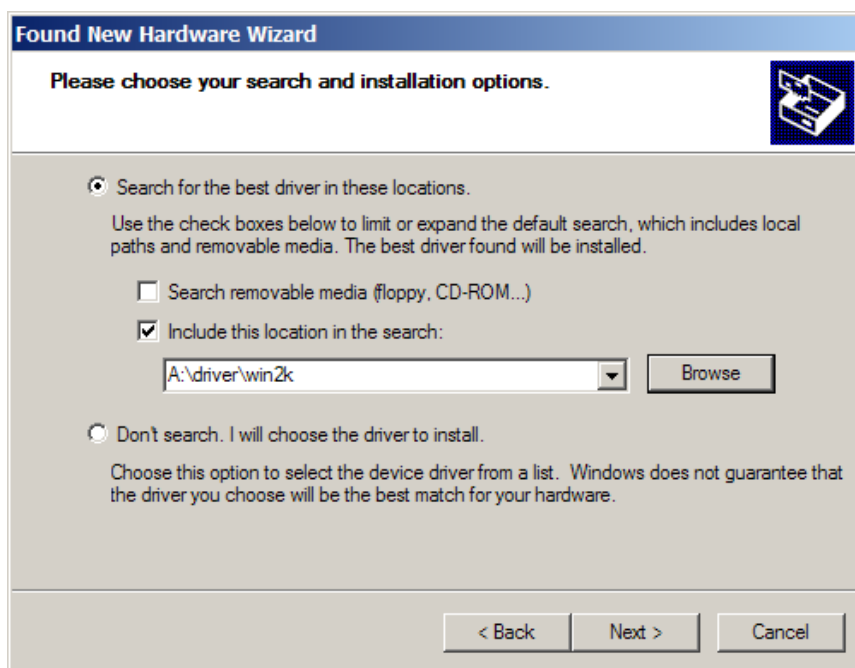 Found New Hardware Wizard
Please choose your search and installation options.
Search for the best driver in these locations.
Use the check boxes below to limit or expand the default search, which includes local
paths and removable media. The best driver found will be installed.
Search removable media (floppy, CD-ROM...)
Include this location in the search:
A:\driver\win2k
Browse
Don't search. I will choose the driver to install.
Choose this option to select the device driver from a list.  Windows does not guarantee that
the driver you choose will be the best match for your hardware.
< Back
Next >
Cancel